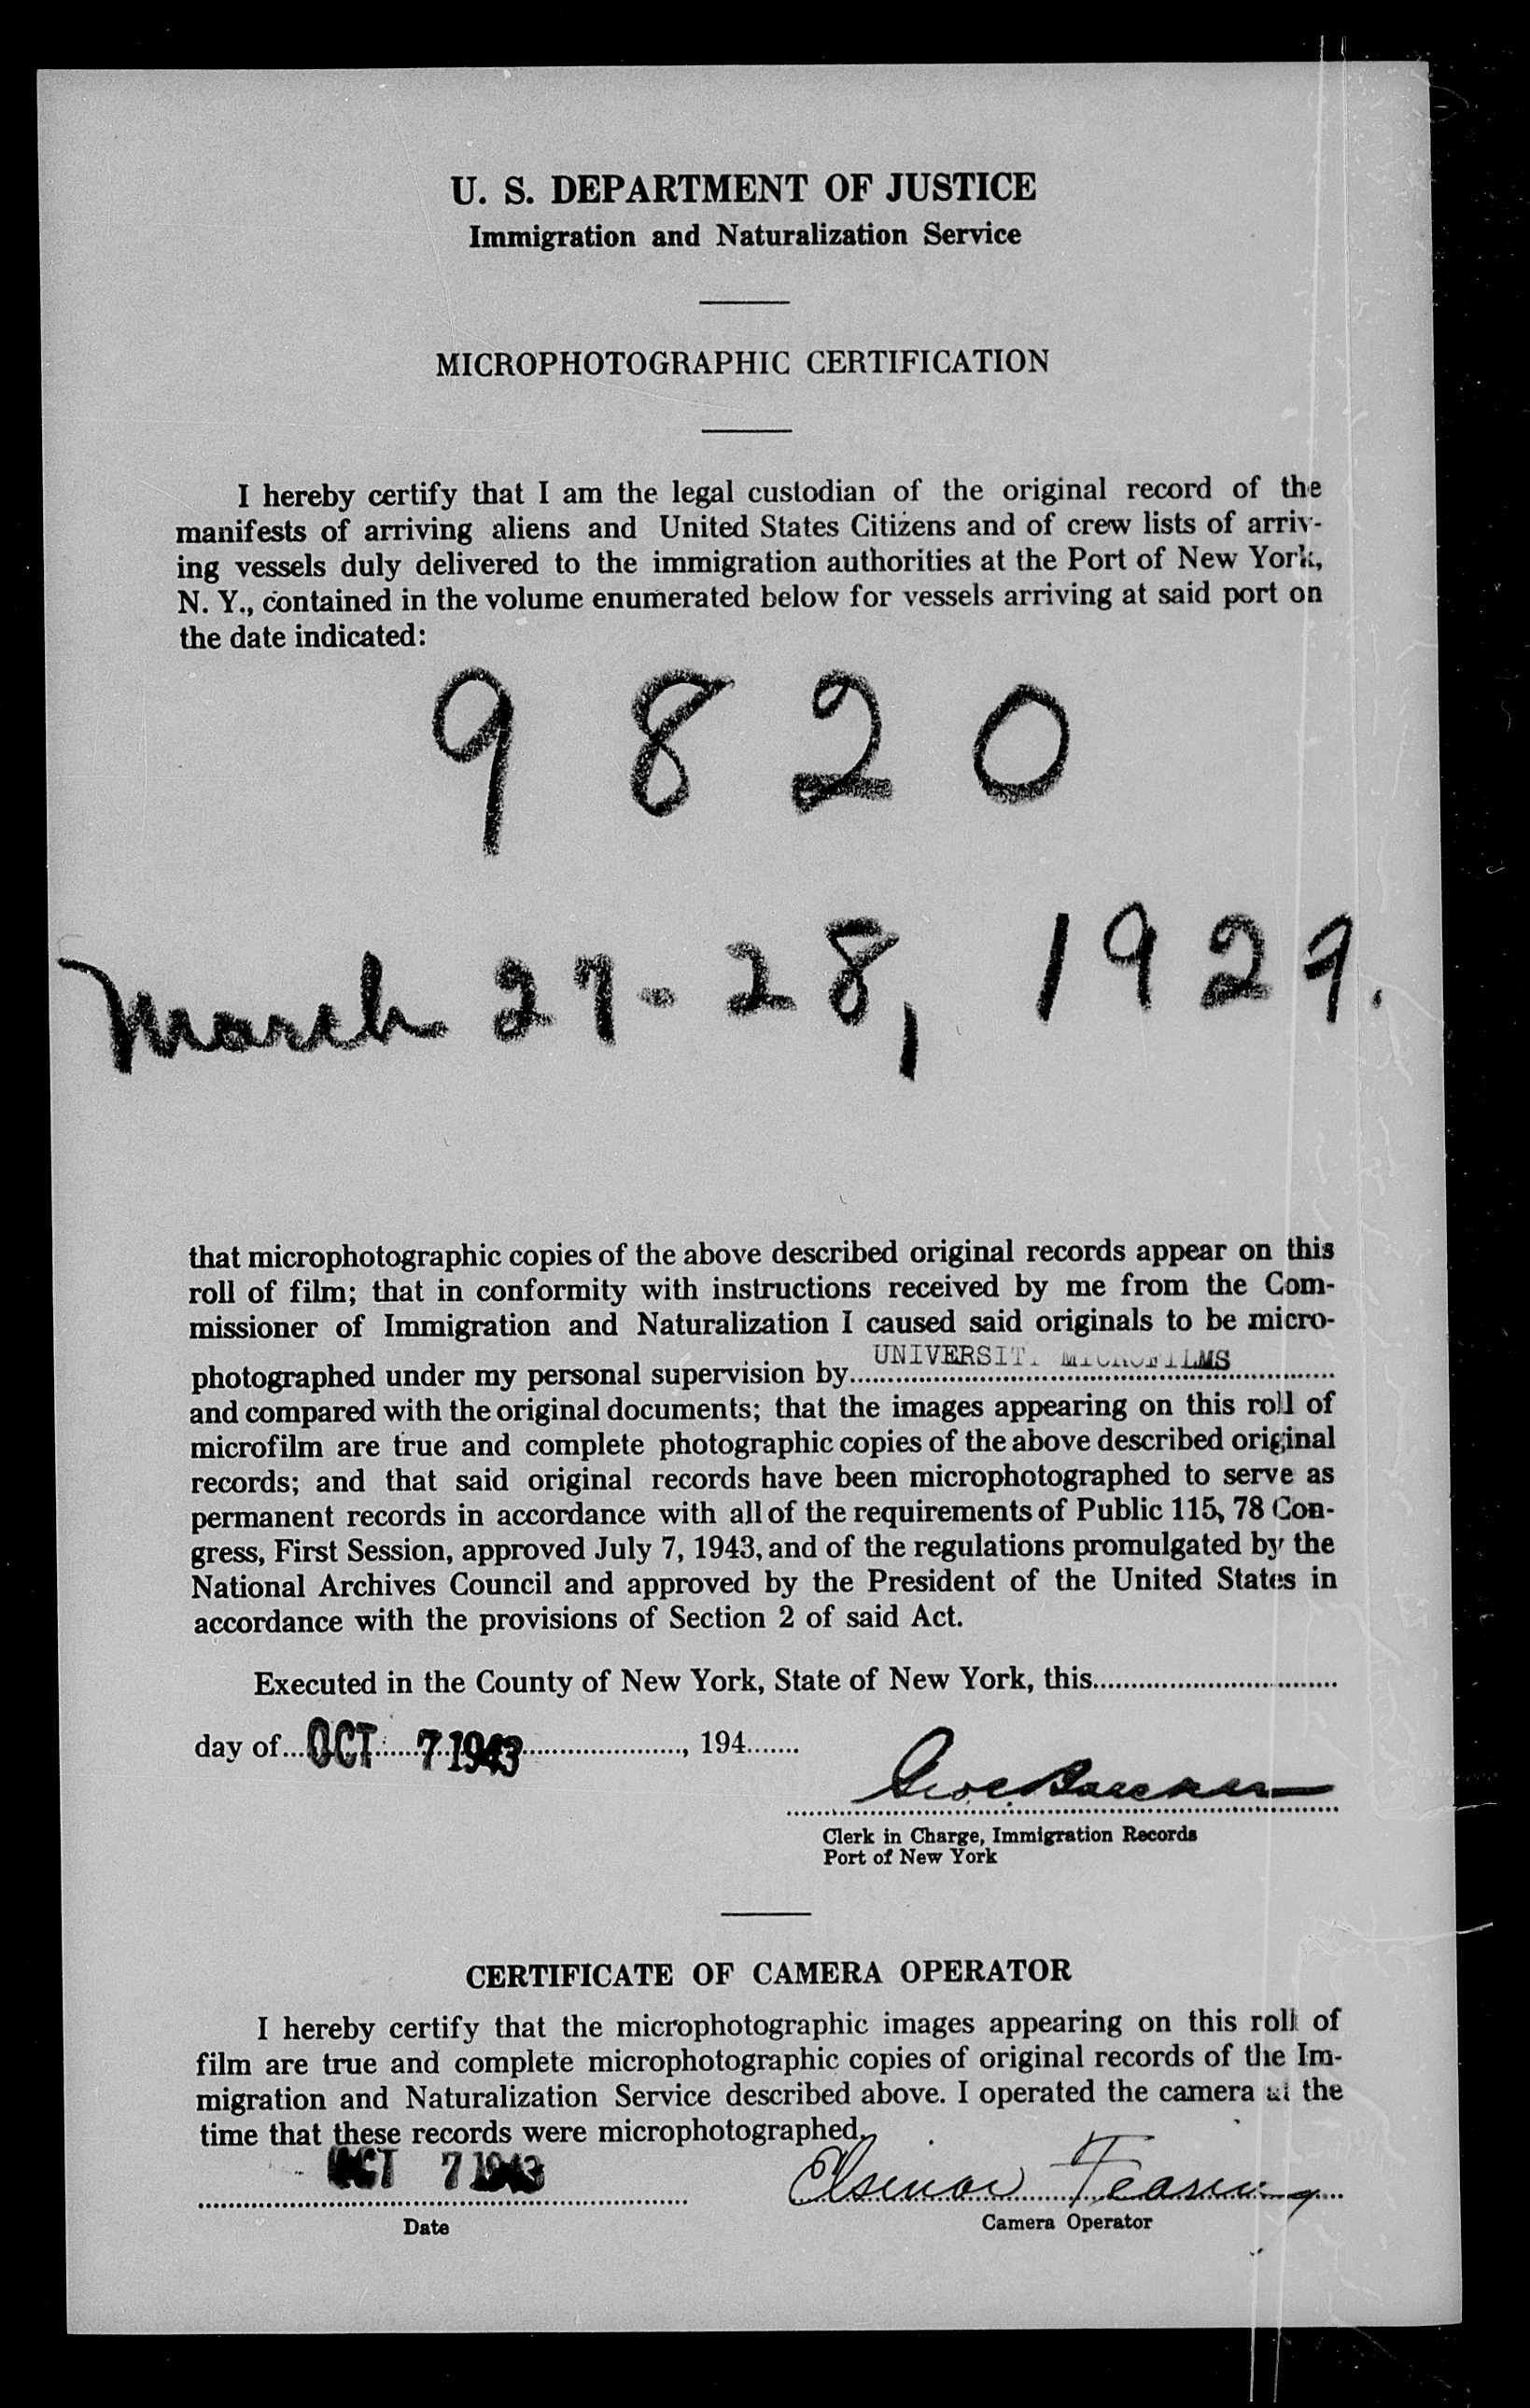 U. S. DEPARTMENT OF JUSTICE
Immigration and Naturalization Service
MICROPHOTOGRAPHIC CERTIFICATION
I hereby certify that I am the legal custodian of the original record of the
manifests of arriving aliens and United States Citizens and of crew lists of arriv-
ing vessels duly delivered to the immigration authorities at the Port of New York,
N. Y., contained in the volume enumerated below for vessels arriving at said port on
the date indicated:
9820
March 27-28, 1929.
that microphotographic copies of the above described original records appear on this
roll of film; that in conformity with instructions received by me from the Com-
missioner of Immigration and Naturalization I caused said originals to be micro-
photographed under my personal supervision by UNIVERSITY MICROFILMS
and compared with the original documents; that the images appearing on this roll of
microfilm are true and complete photographic copies of the above described original
records; and that said original records have been microphotographed to serve as
permanent records in accordance with all of the requirements of Public 115, 78 Con-
gress, First Session, approved July 7, 1943, and of the regulations promulgated by the
National Archives Council and approved by the President of the United States in
accordance with the provisions of Section 2 of said Act.
Executed in the County of New York, State of New York, this
day of OCT 7 1943, 194
Clerk in Charge, Immigration Records
Port of New York
CERTIFICATE OF CAMERA OPERATOR
I hereby certify that the microphotographic images appearing on this roll of
film are true and complete microphotographic copies of original records of the Im-
migration and Naturalization Service described above. I operated the camera at the
time that these records were microphotographed.
OCT 7 1943
Date
Camera Operator